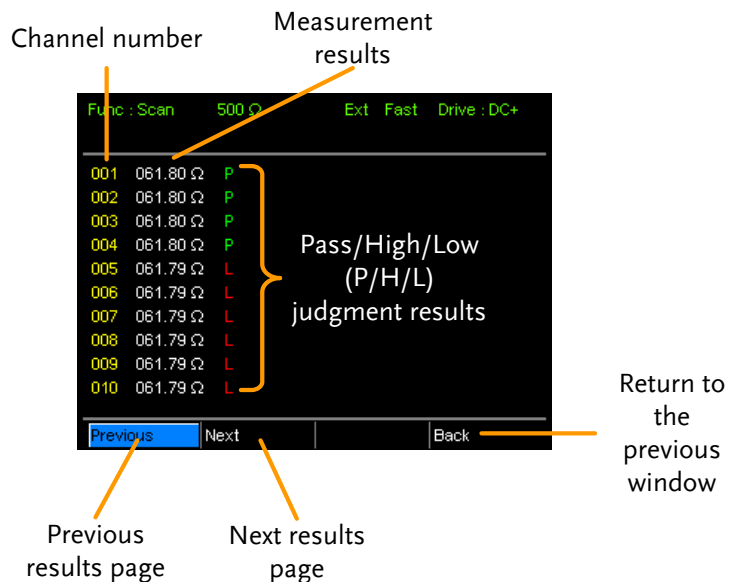 Channel number
Measurement
results
Func : Scan 500 Ω Ext Fast Drive : DC+
001 061.80 Ω P
002 061.80 Ω P
003 061.80 Ω P
004 061.80 Ω P
005 061.79 Ω L
006 061.79 Ω L
007 061.79 Ω L
008 061.79 Ω L
009 061.79 Ω L
010 061.79 Ω L
Pass/High/Low
(P/H/L)
judgment results
Previous Next Back
Return to
the
previous
window
Previous
results page
Next results
page